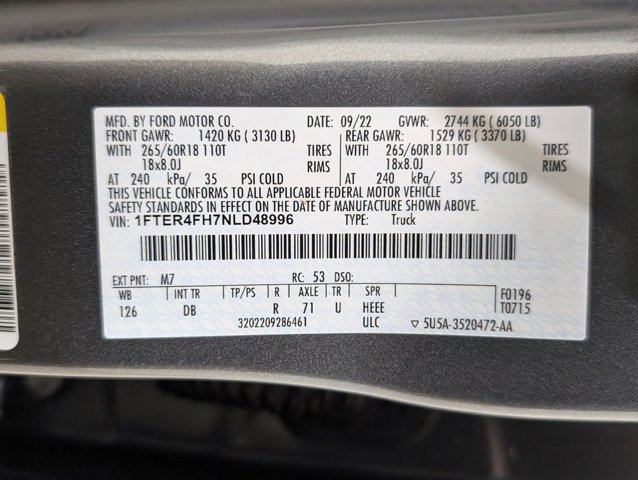 MFD. BY FORD MOTOR CO. DATE: 09/22 GVWR: 2744 KG ( 6050 LB)
FRONT GAWR: 1420 KG ( 3130 LB) REAR GAWR: 1529 KG ( 3370 LB)
WITH 265/60R18 110T TIRES WITH 265/60R18 110T TIRES
18x8.0J RIMS 18x8.0J RIMS
AT 240 kPa/ 35 PSI COLD AT 240 kPa/ 35 PSI COLD
THIS VEHICLE CONFORMS TO ALL APPLICABLE FEDERAL MOTOR VEHICLE
SAFETY STANDARDS IN EFFECT ON THE DATE OF MANUFACTURE SHOWN ABOVE.
VIN: 1FTER4FH7NLD48996 TYPE: Truck
EXT PNT: M7 RC: 53 DSO:
WB INT TR TP/PS R AXLE TR SPR F0196
126 DB R 71 U HEEE T0715
3202209286461 ULC ▽ 5U5A-3520472-AA